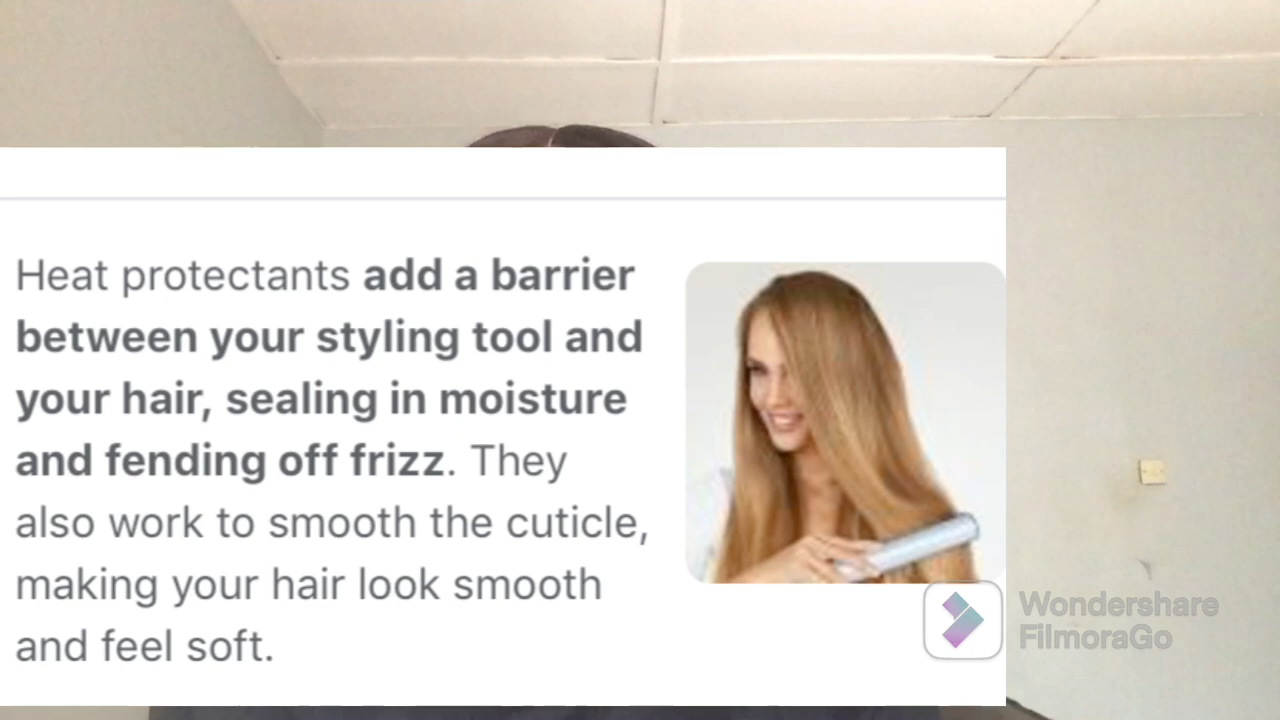 Heat protectants add a barrier
between your styling tool and
your hair, sealing in moisture
and fending off frizz. They
also work to smooth the cuticle,
making your hair look smooth
and feel soft.
Wondershare
FilmoraGo